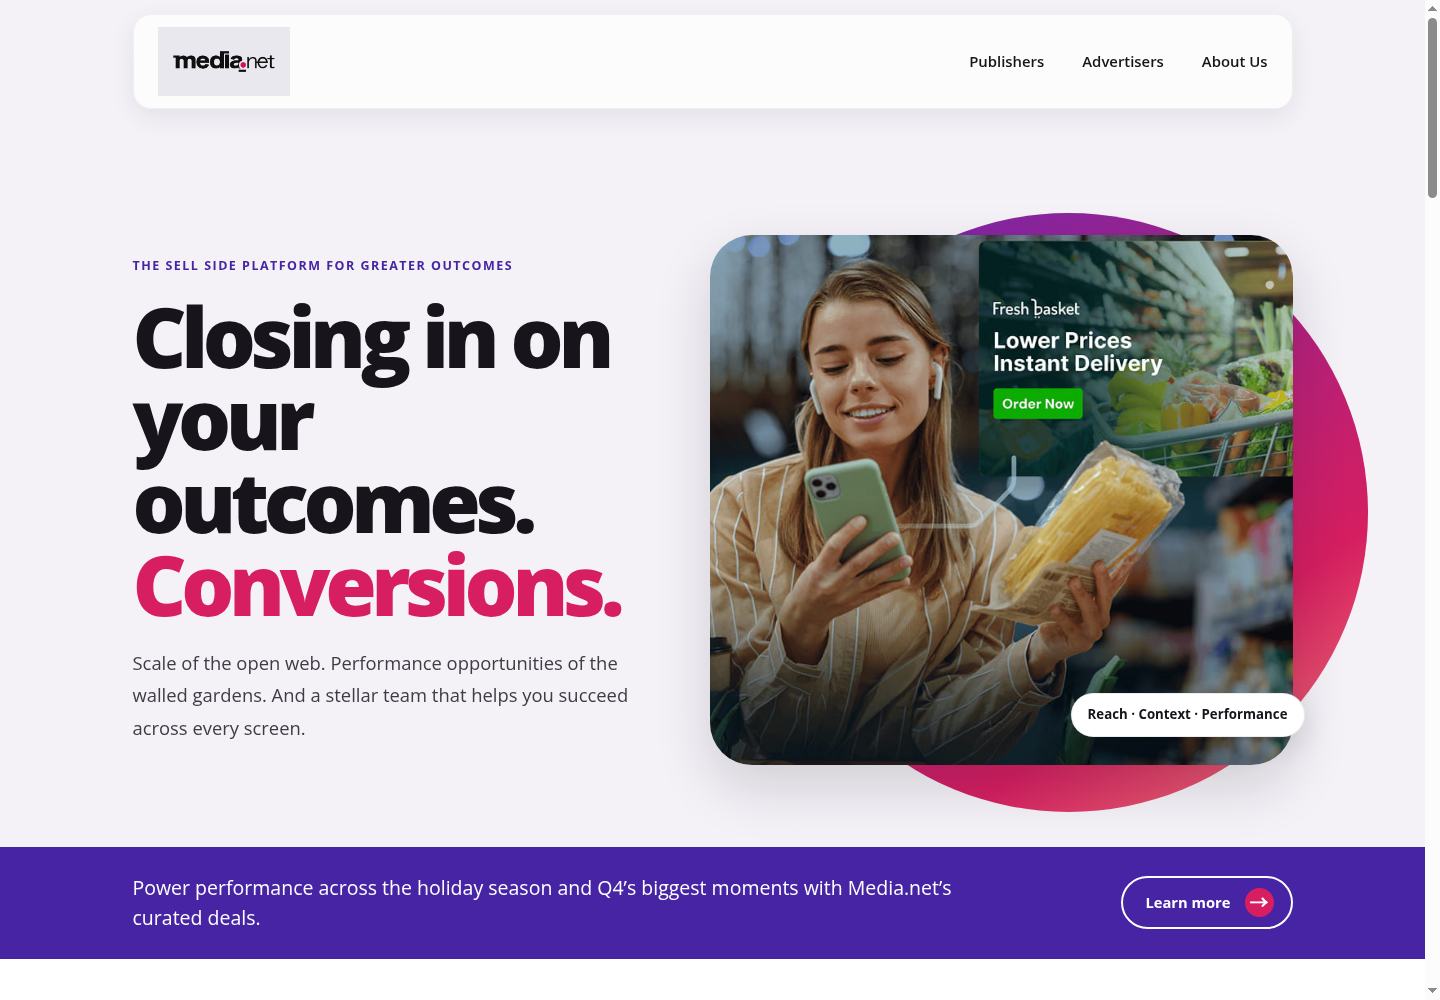 media.net
Publishers
Advertisers
About Us
THE SELL SIDE PLATFORM FOR GREATER OUTCOMES
Closing in on
your
outcomes.
Conversions.
Scale of the open web. Performance opportunities of the
walled gardens. And a stellar team that helps you succeed
across every screen.
Fresh basket
Lower Prices
Instant Delivery
Order Now
Reach · Context · Performance
Power performance across the holiday season and Q4’s biggest moments with Media.net’s
curated deals.
Learn more